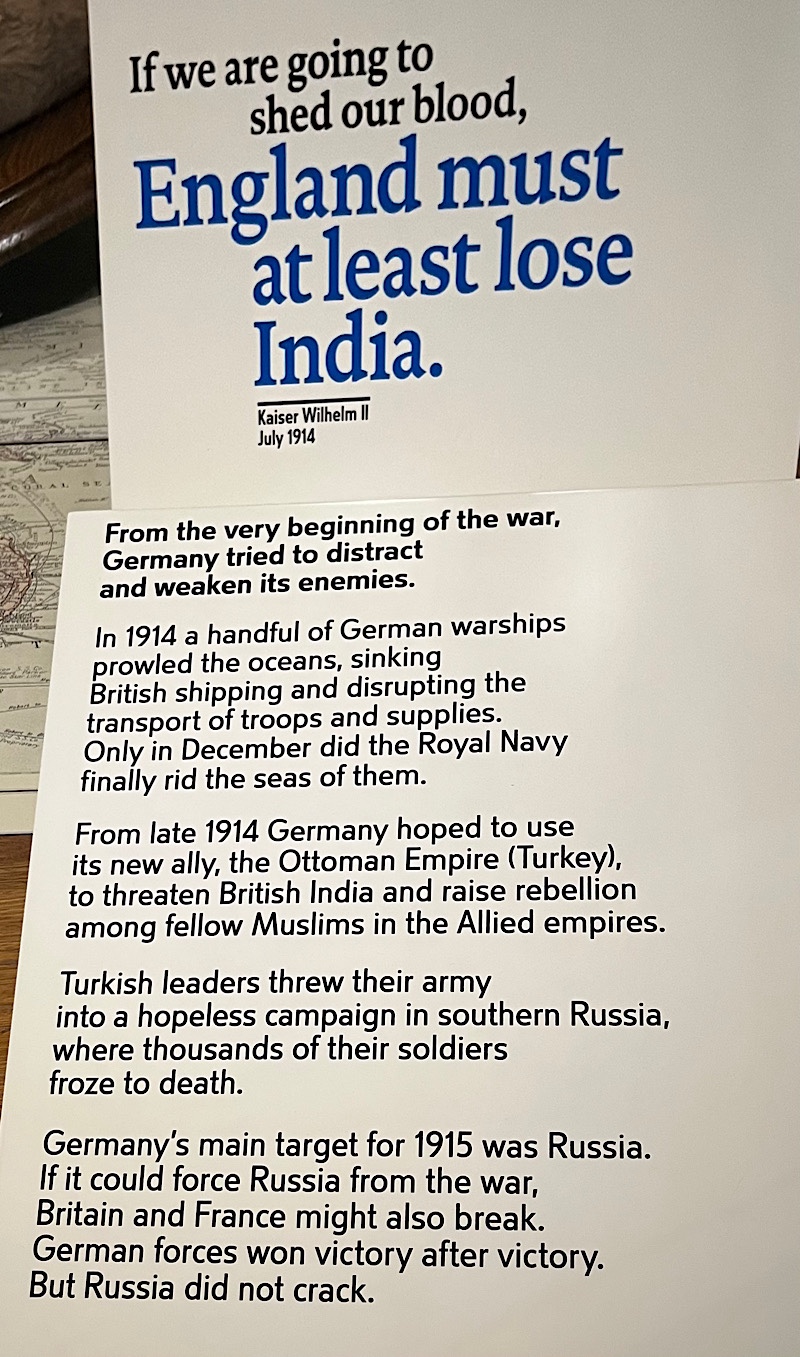 If we are going to
shed our blood,
England must
at least lose
India.
Kaiser Wilhelm II
July 1914
From the very beginning of the war,
Germany tried to distract
and weaken its enemies.
In 1914 a handful of German warships
prowled the oceans, sinking
British shipping and disrupting the
transport of troops and supplies.
Only in December did the Royal Navy
finally rid the seas of them.
From late 1914 Germany hoped to use
its new ally, the Ottoman Empire (Turkey),
to threaten British India and raise rebellion
among fellow Muslims in the Allied empires.
Turkish leaders threw their army
into a hopeless campaign in southern Russia,
where thousands of their soldiers
froze to death.
Germany's main target for 1915 was Russia.
If it could force Russia from the war,
Britain and France might also break.
German forces won victory after victory.
But Russia did not crack.